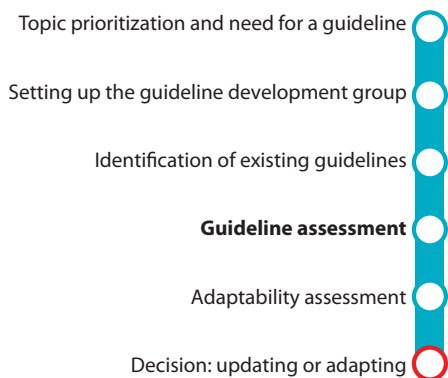 Topic prioritization and need for a guideline
Setting up the guideline development group
Identification of existing guidelines
Guideline assessment
Adaptability assessment
Decision: updating or adapting